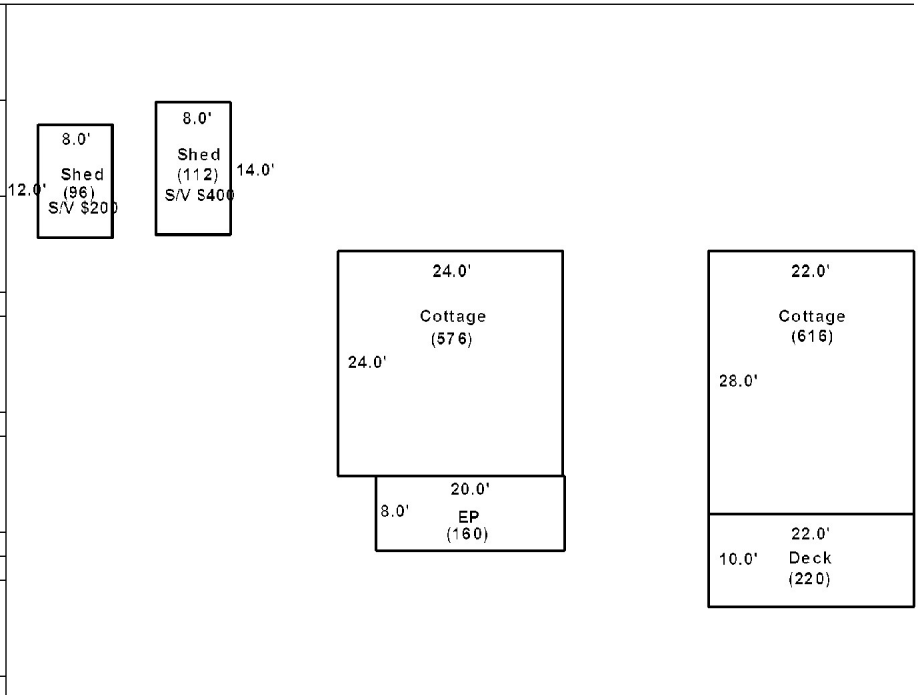 8.0'
Shed
12.0'
(96)
S/V $200
8.0'
Shed
(112)
14.0'
S/V $400
24.0'
Cottage
(576)
24.0'
20.0'
8.0'
EP
(160)
22.0'
Cottage
(616)
28.0'
22.0'
10.0'
Deck
(220)